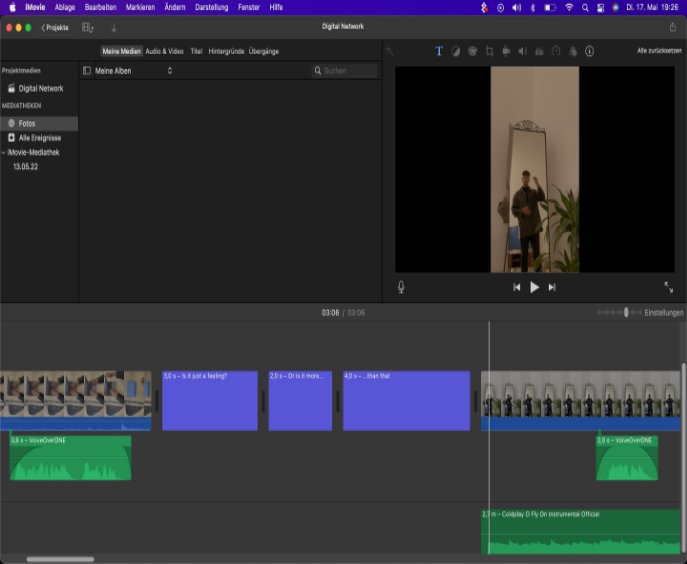 iMovie Ablage Bearbeiten Markieren Ändern Darstellung Fenster Hilfe
Di. 17. Mai 19:26
Projekte
Digital Network
Meine Medien Audio & Video Titel Hintergründe Übergänge
Alle zurücksetzen
Projektmedien
Meine Alben
Suchen
Digital Network
MEDIATHEKEN
Fotos
Alle Ereignisse
iMovie-Mediathek
13.05.22
03:06 / 03:06
Einstellungen
3,0 s – Is it just a feeling?
2,0 s – Or is it more...
4,0 s – ...than that
3,8 s – VoiveOverDNE
2,0 s – VoiveOverDNE
2,7 m – Coldplay O Fly On Instrumental Official